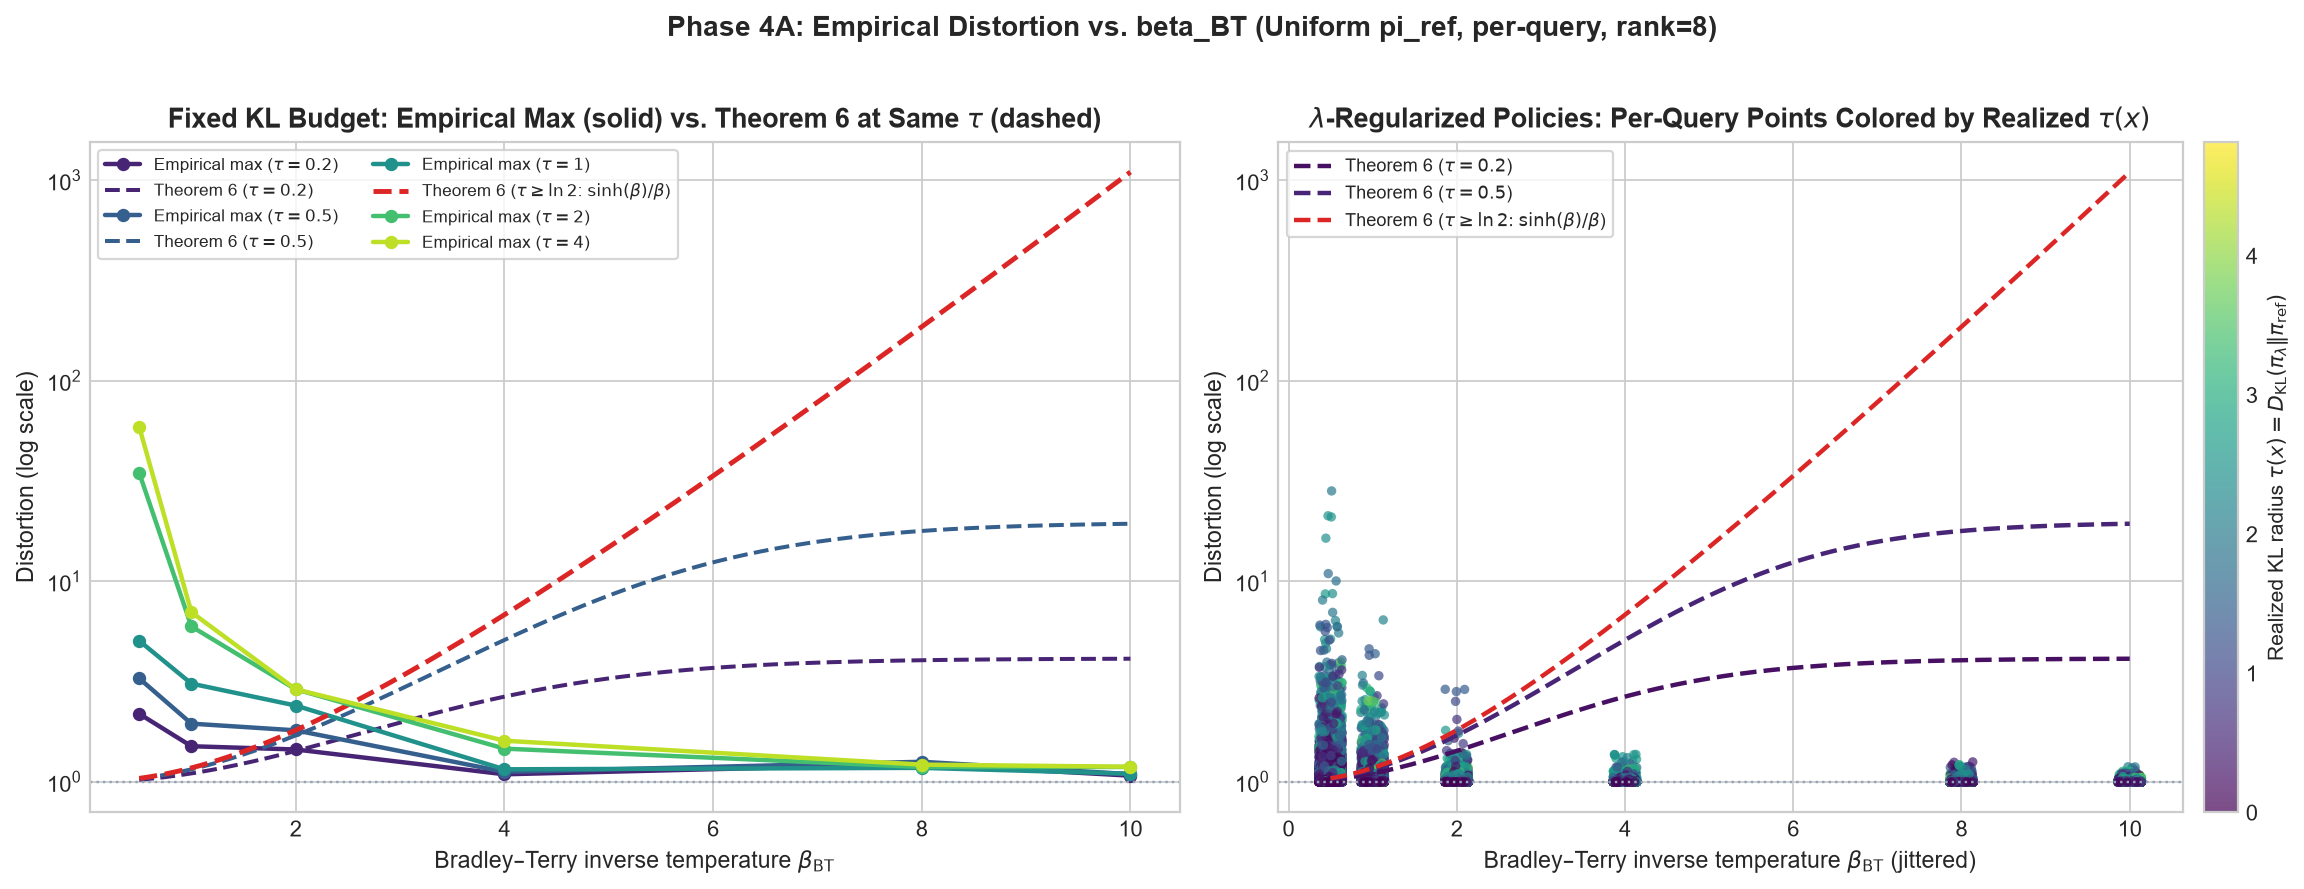 Phase 4A: Empirical Distortion vs. beta_BT (Uniform pi_ref, per-query, rank=8)
Fixed KL Budget: Empirical Max (solid) vs. Theorem 6 at Same τ (dashed)
Empirical max (τ = 0.2)
Theorem 6 (τ = 0.2)
Empirical max (τ = 0.5)
Theorem 6 (τ = 0.5)
Empirical max (τ = 1)
Theorem 6 (τ ≥ ln 2: sinh(β)/β)
Empirical max (τ = 2)
Empirical max (τ = 4)
Distortion (log scale)
10³
10²
10¹
10⁰
2 4 6 8 10
Bradley–Terry inverse temperature β_BT
λ-Regularized Policies: Per-Query Points Colored by Realized τ(x)
Theorem 6 (τ = 0.2)
Theorem 6 (τ = 0.5)
Theorem 6 (τ ≥ ln 2: sinh(β)/β)
Distortion (log scale)
10³
10²
10¹
10⁰
0 2 4 6 8 10
Bradley–Terry inverse temperature β_BT (jittered)
4
3
2
1
0
Realized KL radius τ(x) = D_KL(π_λ‖π_ref)